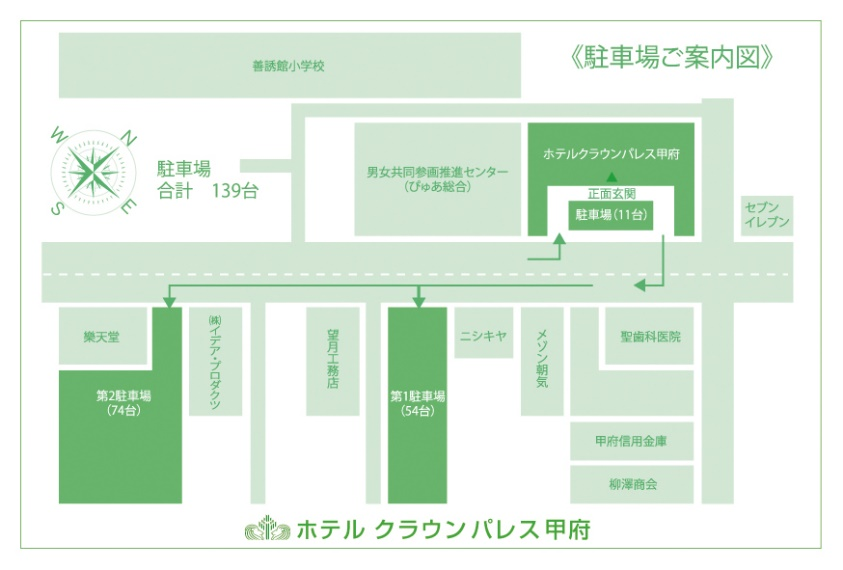 善誘館小学校
《駐車場ご案内図》
N
W
E
S
駐車場
合計　139台
男女共同参画推進センター
（ぴゅあ総合）
ホテルクラウンパレス甲府
正面玄関
駐車場（11台）
セブン
イレブン
樂天堂
㈱イデア・プロダクツ
望月工務店
ニシキヤ
メゾン朝気
聖歯科医院
第2駐車場
（74台）
第1駐車場
（54台）
甲府信用金庫
柳澤商会
ホテル クラウンパレス甲府